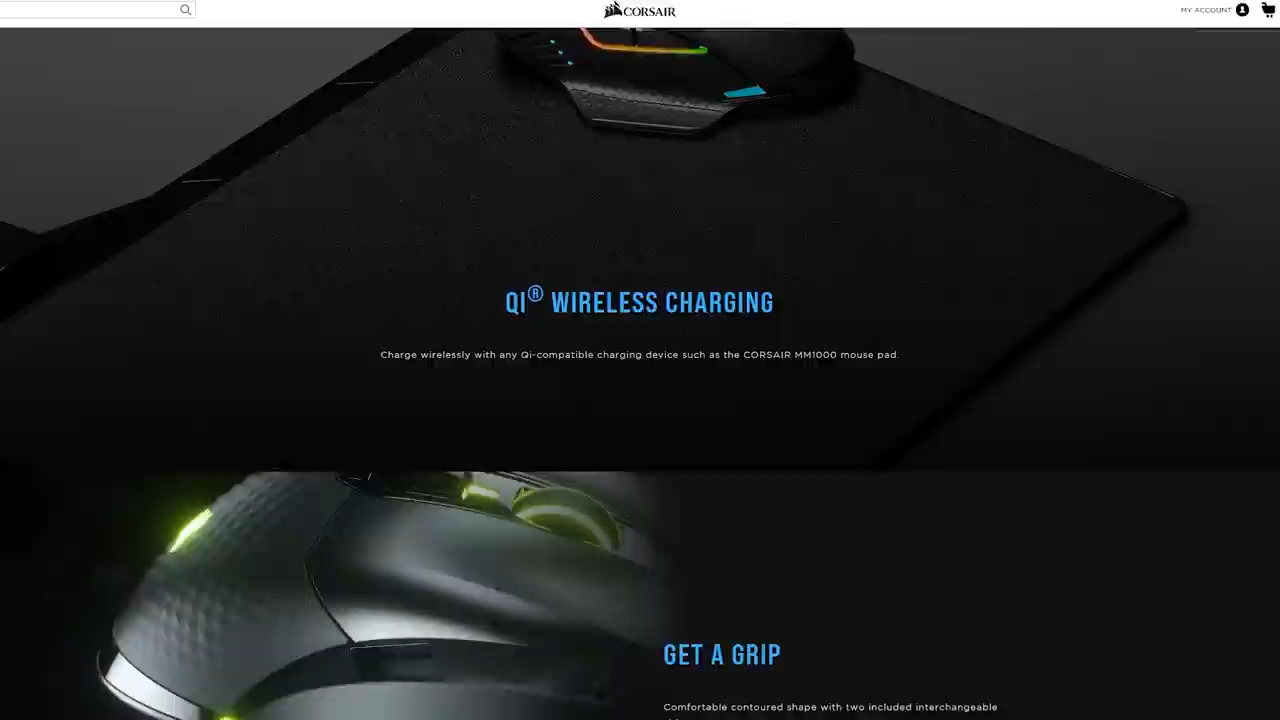 CORSAIR
MY ACCOUNT
QI® WIRELESS CHARGING
Charge wirelessly with any Qi-compatible charging device such as the CORSAIR MM1000 mouse pad.
GET A GRIP
Comfortable contoured shape with two included interchangeable